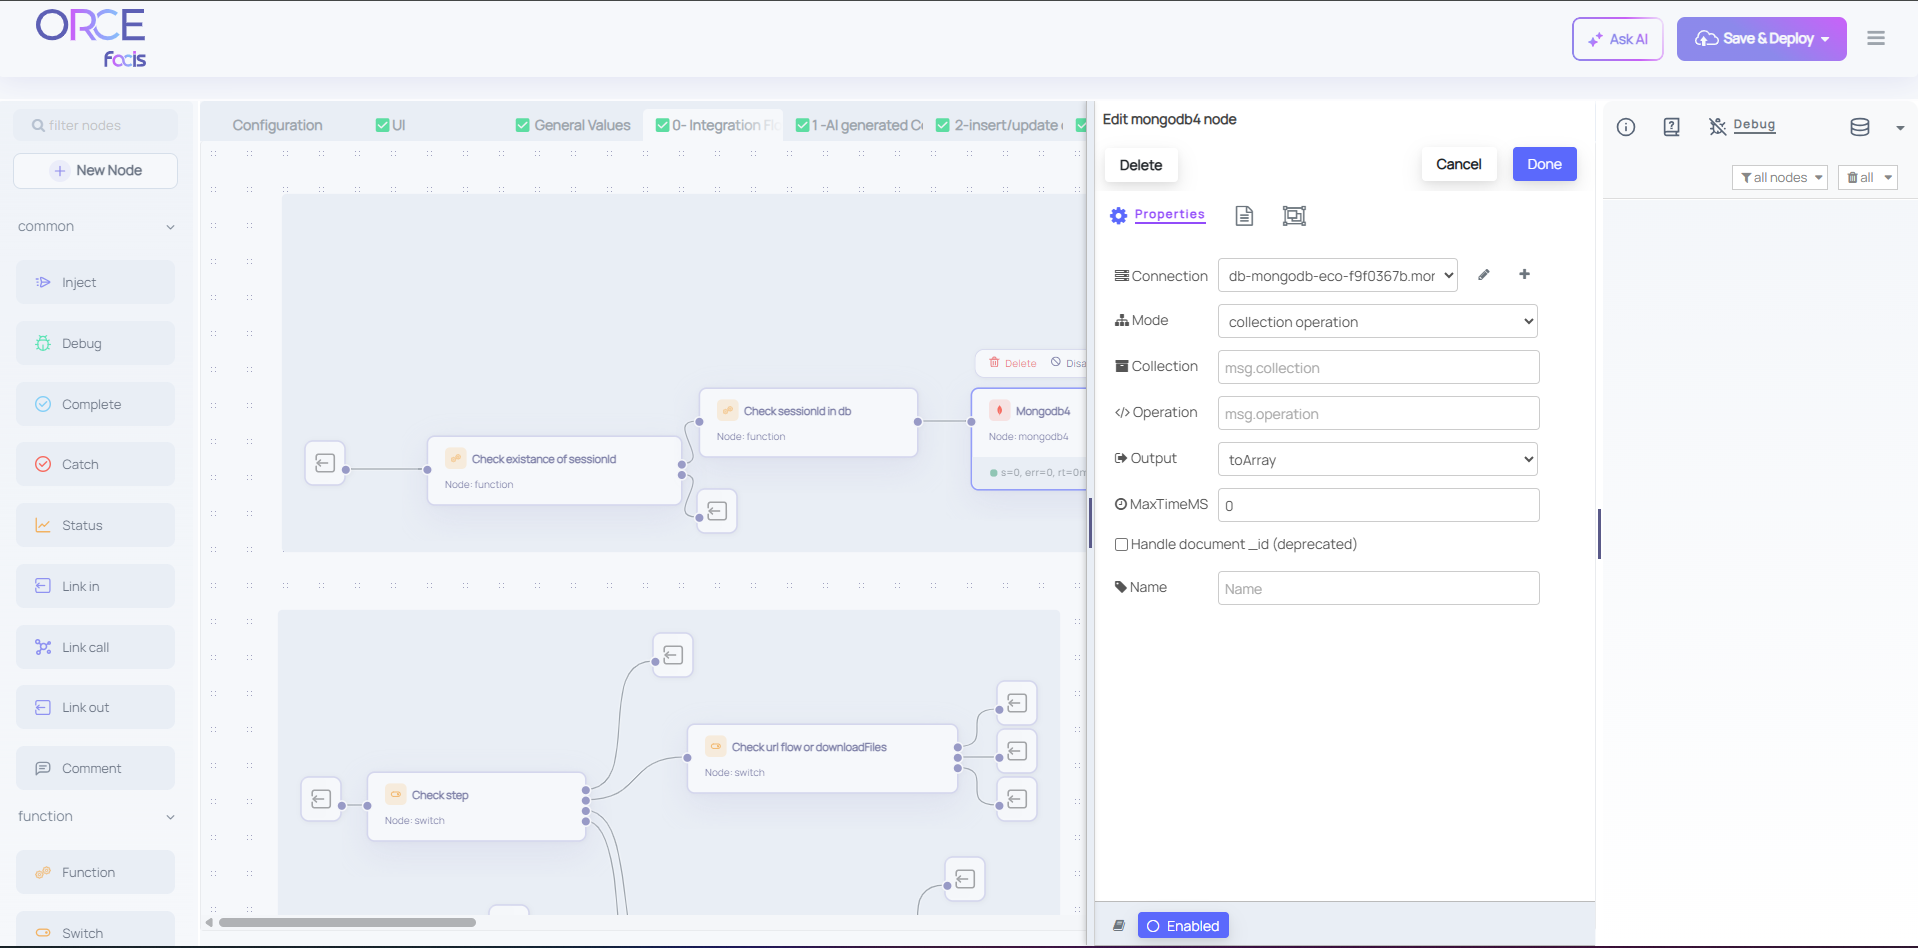 ORCE
facis
Ask AI
Save & Deploy
filter nodes
New Node
common
Inject
Debug
Complete
Catch
Status
Link in
Link call
Link out
Comment
function
Function
Switch
Configuration
UI
General Values
0- Integration Flo
1 -AI generated Co
2-insert/update
Delete
Disa
Check sessionId in db
Node: function
Mongodb4
Node: mongodb4
s=0, err=0, rt=0m
Check existance of sessionId
Node: function
Check url flow or downloadFiles
Node: switch
Check step
Node: switch
Edit mongodb4 node
Delete
Cancel
Done
Properties
Connection
db-mongodb-eco-f9f0367b.mor
Mode
collection operation
Collection
msg.collection
Operation
msg.operation
Output
toArray
MaxTimeMS
0
Handle document _id (deprecated)
Name
Name
Enabled
Debug
all nodes
all